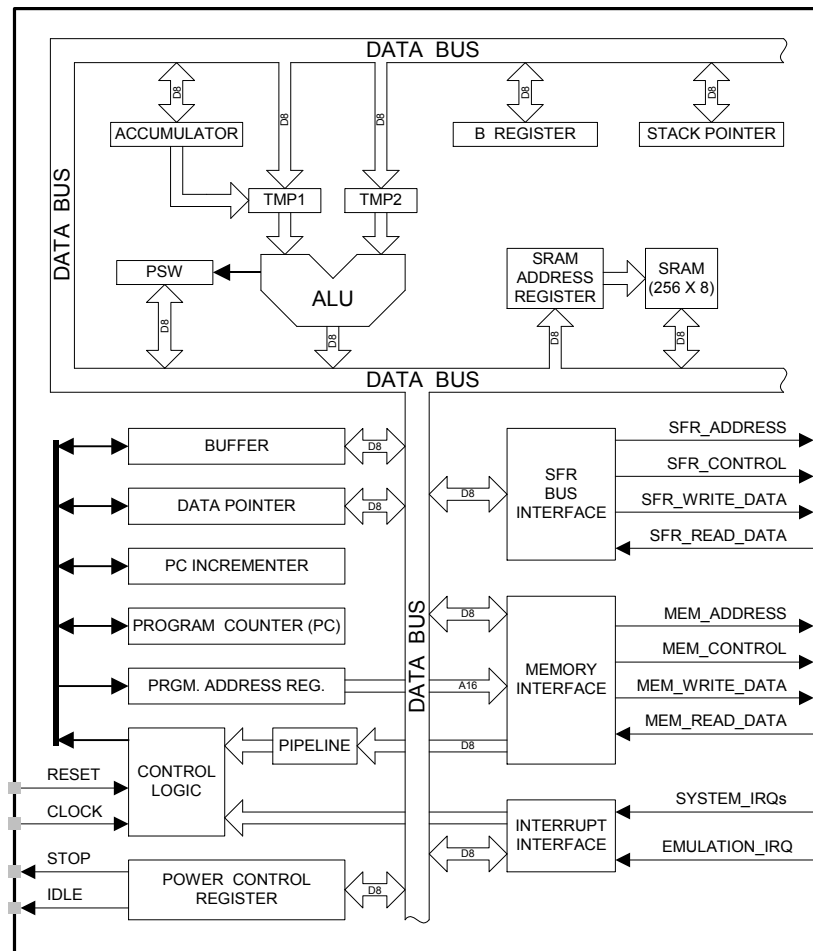 DATA BUS
D8
D8
D8
D8
D8
ACCUMULATOR
B REGISTER
STACK POINTER
DATA BUS
TMP1
TMP2
PSW
ALU
SRAM
ADDRESS
REGISTER
SRAM
(256 X 8)
D8
D8
D8
D8
DATA BUS
BUFFER
D8
SFR_ADDRESS
DATA POINTER
D8
D8
SFR
BUS
INTERFACE
SFR_CONTROL
SFR_WRITE_DATA
SFR_READ_DATA
PC INCREMENTER
PROGRAM COUNTER (PC)
DATA BUS
D8
MEM_ADDRESS
PRGM. ADDRESS REG.
A16
MEMORY
INTERFACE
MEM_CONTROL
MEM_WRITE_DATA
MEM_READ_DATA
PIPELINE
D8
RESET
CONTROL
LOGIC
CLOCK
SYSTEM_IRQs
INTERRUPT
INTERFACE
D8
EMULATION_IRQ
STOP
POWER CONTROL
REGISTER
D8
IDLE